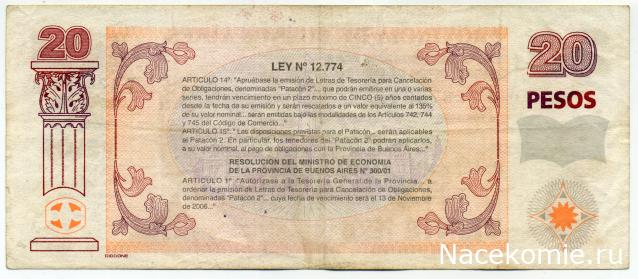 20
20
PESOS
LEY Nº 12.774
ARTICULO 14º: "Apruébase la emisión de Letras de Tesorería para Cancelación
de Obligaciones, denominadas "Patacón 2"... que podrán emitirse en una o varias
series, tendrán vencimiento en un plazo máximo de CINCO (5) años contados
desde la fecha de su emisión y serán rescatados a un valor equivalente al 135%
de su valor nominal... serán emitidas bajo las modalidades de los Artículos 742, 744
y 745 del Código de Comercio..."
ARTICULO 15º: " Las disposiciones previstas para el Patacón... serán aplicables
al Patacón 2. En particular, los tenedores del "Patacón 2" podrán aplicarlos,
a su valor nominal, al pago de obligaciones con la Provincia de Buenos Aires..."
RESOLUCIÓN DEL MINISTRO DE ECONOMIA
DE LA PROVINCIA DE BUENOS AIRES Nº 300/01
ARTICULO 1º :"Autorízase a la Tesorería General de la Provincia... a
ordenar la emisión de Letras de Tesorería para Cancelación de Obligaciones,
denominadas "Patacón 2"... cuya fecha de vencimiento será el 13 de Noviembre
de 2006..."
20
CICCONE
Nacekomie.ru